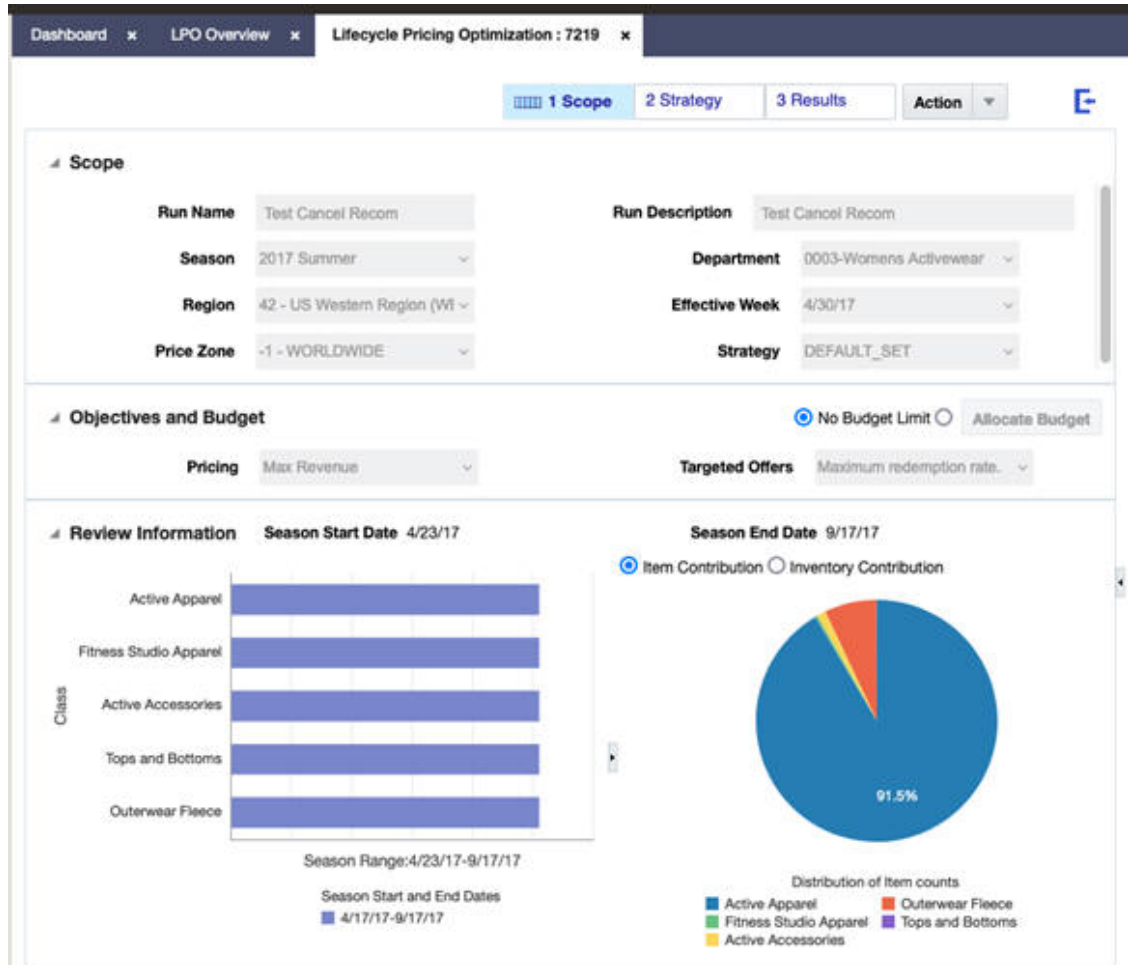 Dashboard × LPO Overview × Lifecycle Pricing Optimization : 7219 ×
1 Scope 2 Strategy 3 Results Action
Scope
Run Name Test Cancel Recom Run Description Test Cancel Recom
Season 2017 Summer Department 0003-Womens Activewear
Region 42 - US Western Region (WI Effective Week 4/30/17
Price Zone -1 - WORLDWIDE Strategy DEFAULT_SET
Objectives and Budget No Budget Limit Allocate Budget
Pricing Max Revenue Targeted Offers Maximum redemption rate.
Review Information Season Start Date 4/23/17 Season End Date 9/17/17
Item Contribution Inventory Contribution
Class
Active Apparel
Fitness Studio Apparel
Active Accessories
Tops and Bottoms
Outerwear Fleece
Season Range:4/23/17-9/17/17
Season Start and End Dates
4/17/17-9/17/17
91.5%
Distribution of Item counts
Active Apparel Outerwear Fleece
Fitness Studio Apparel Tops and Bottoms
Active Accessories